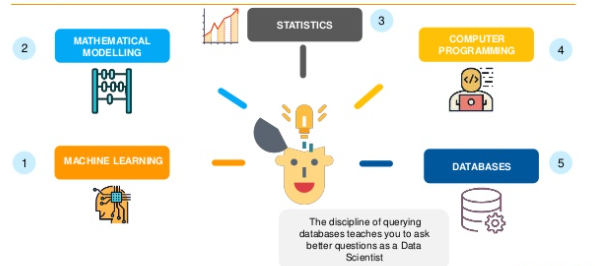 1
MACHINE LEARNING
2
MATHEMATICAL
MODELLING
3
STATISTICS
4
COMPUTER
PROGRAMMING
5
DATABASES
The discipline of querying
databases teaches you to ask
better questions as a Data
Scientist